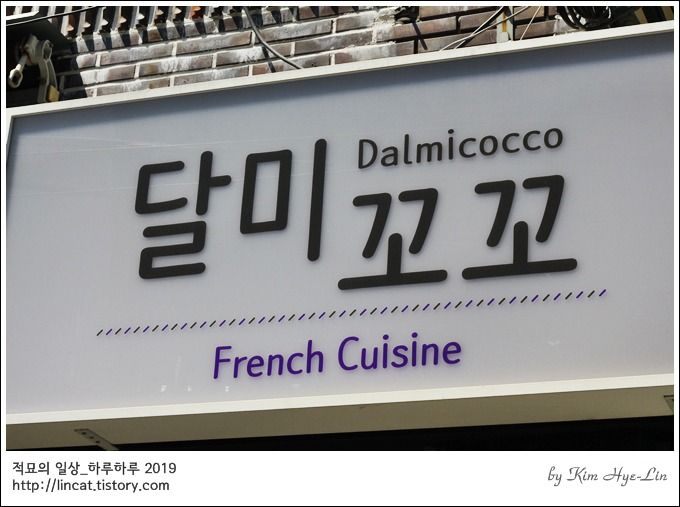 달미꼬꼬
Dalmicocco
French Cuisine
적묘의 일상_하루하루 2019
http://lincat.tistory.com
by Kim Hye-Lin